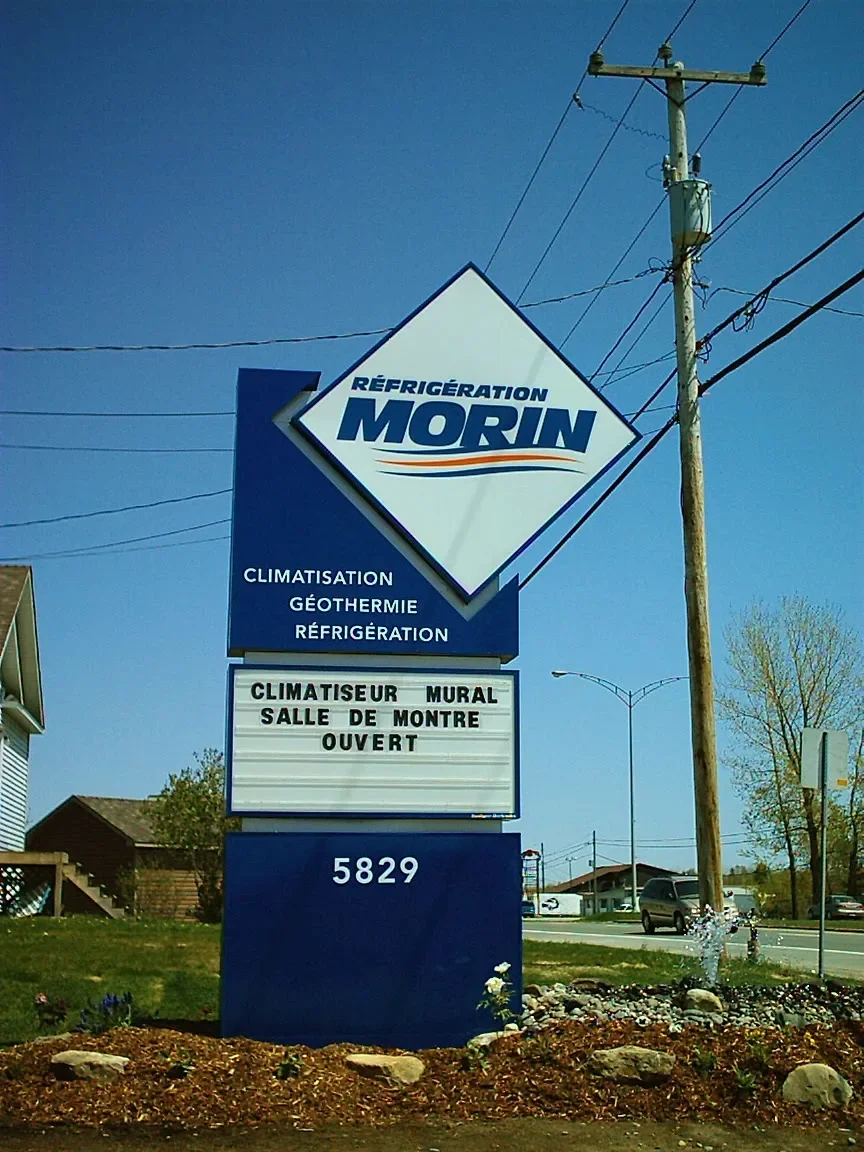 RÉFRIGÉRATION
MORIN
CLIMATISATION
GÉOTHERMIE
RÉFRIGÉRATION
CLIMATISEUR MURAL
SALLE DE MONTRE
OUVERT
5829